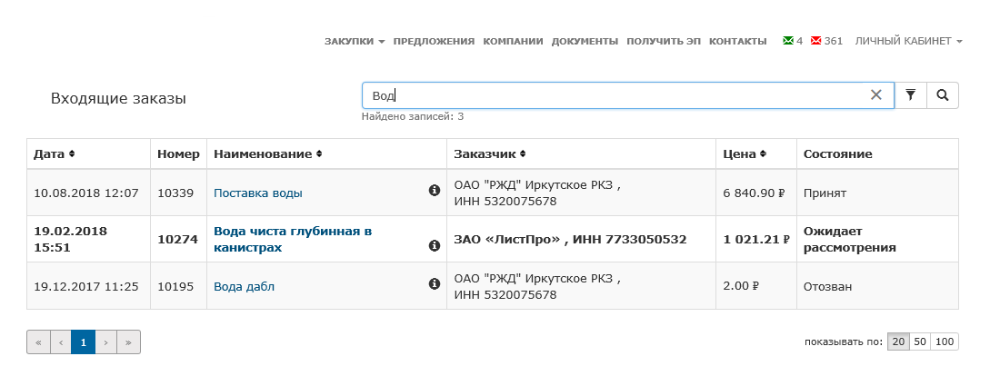 ЗАКУПКИ ПРЕДЛОЖЕНИЯ КОМПАНИИ ДОКУМЕНТЫ ПОЛУЧИТЬ ЭП КОНТАКТЫ 4 361 ЛИЧНЫЙ КАБИНЕТ
Входящие заказы
Вод
Найдено записей: 3
Дата Номер Наименование Заказчик Цена Состояние
10.08.2018 12:07 10339 Поставка воды ОАО "РЖД" Иркутское РКЗ , 6 840.90 ₽ Принят
ИНН 5320075678
19.02.2018 10274 Вода чиста глубинная в ЗАО «ЛистПро» , ИНН 7733050532 1 021.21 ₽ Ожидает
15:51 канистрах рассмотрения
19.12.2017 11:25 10195 Вода дабл ОАО "РЖД" Иркутское РКЗ , 2.00 ₽ Отозван
ИНН 5320075678
« ‹ 1 › » показывать по: 20 50 100